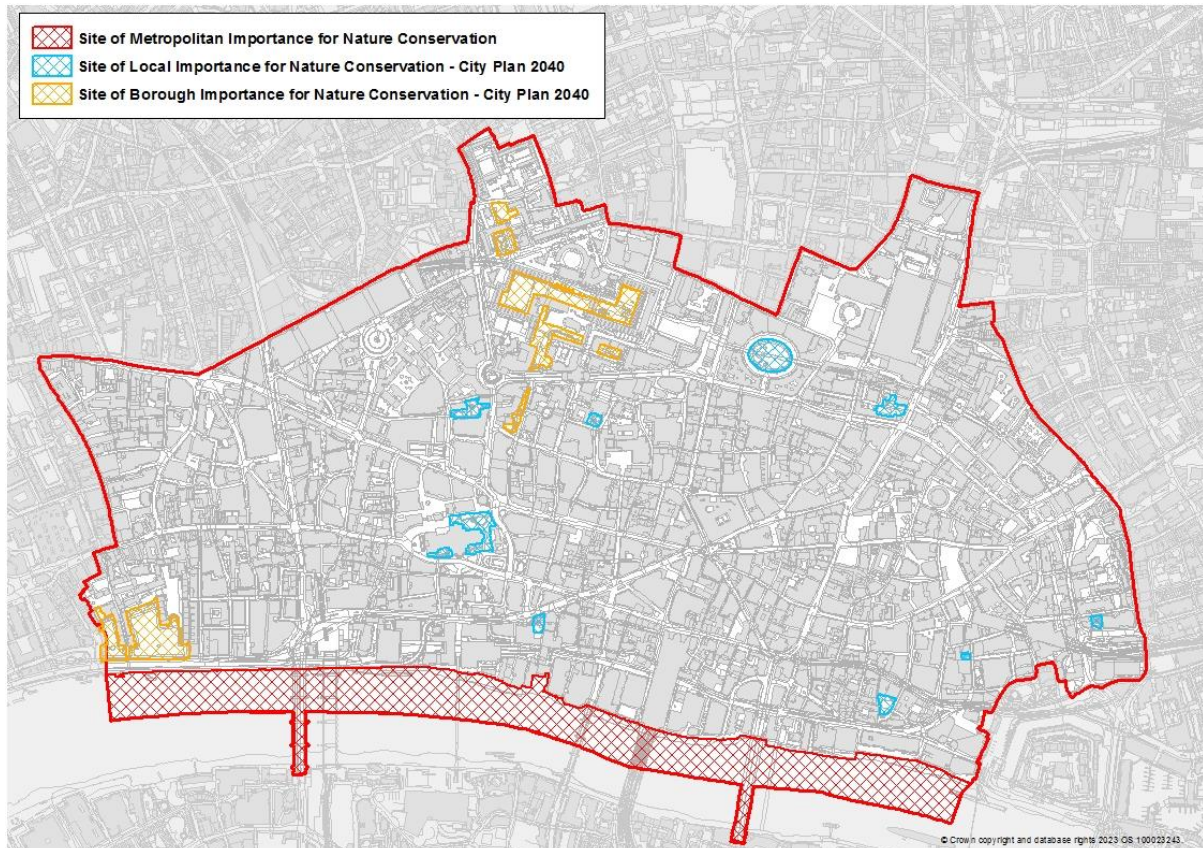 Site of Metropolitan Importance for Nature Conservation
Site of Local Importance for Nature Conservation - City Plan 2040
Site of Borough Importance for Nature Conservation - City Plan 2040
© Crown copyright and database rights 2023 OS 100023243.